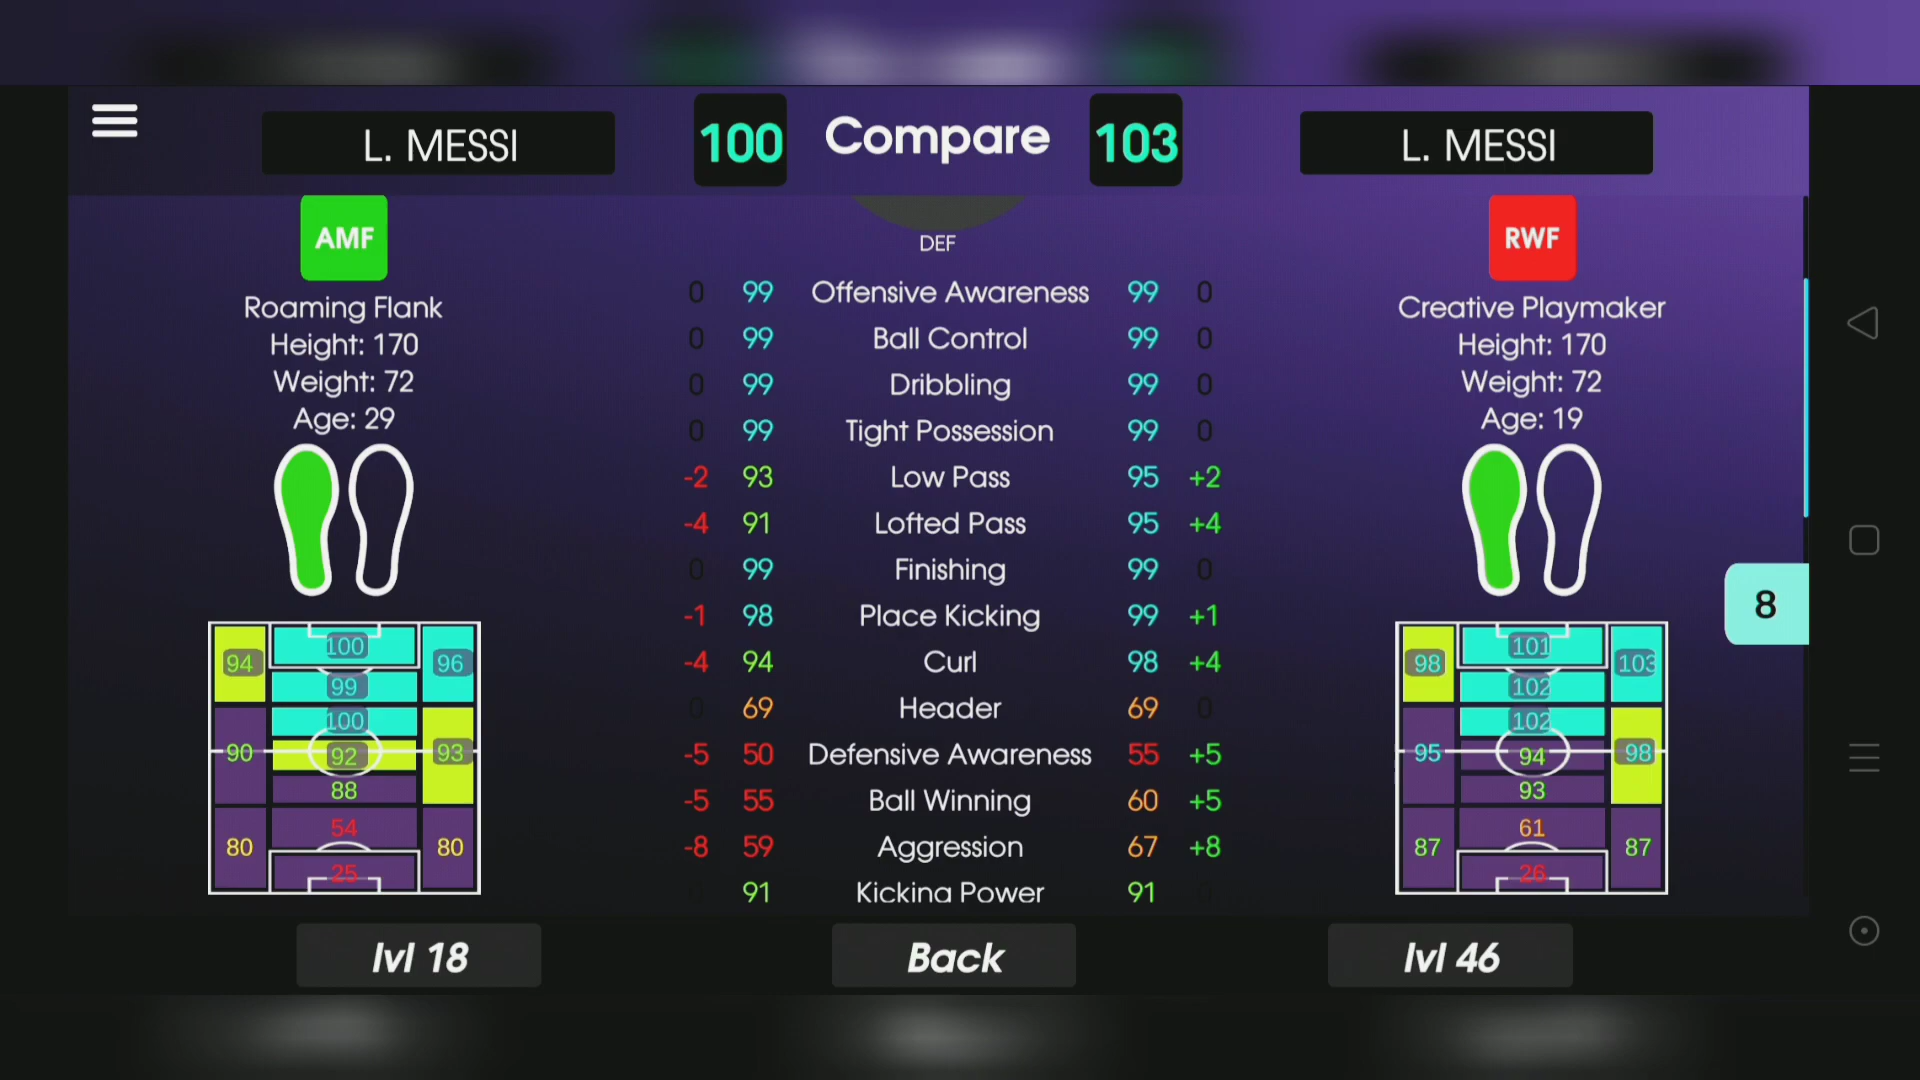 L. MESSI 100 Compare 103 L. MESSI
AMF
RWF
DEF
Roaming Flank
Height: 170
Weight: 72
Age: 29
Creative Playmaker
Height: 170
Weight: 72
Age: 19
0 99 Offensive Awareness 99 0
0 99 Ball Control 99 0
0 99 Dribbling 99 0
0 99 Tight Possession 99 0
-2 93 Low Pass 95 +2
-4 91 Lofted Pass 95 +4
0 99 Finishing 99 0
-1 98 Place Kicking 99 +1
-4 94 Curl 98 +4
0 69 Header 69 0
-5 50 Defensive Awareness 55 +5
-5 55 Ball Winning 60 +5
-8 59 Aggression 67 +8
0 91 Kicking Power 91 0
94 100 96
99
100
90 92 93
88
54
80 80
25
98 101 103
102
102
95 94 98
93
61
87 87
26
8
lvl 18 Back lvl 46